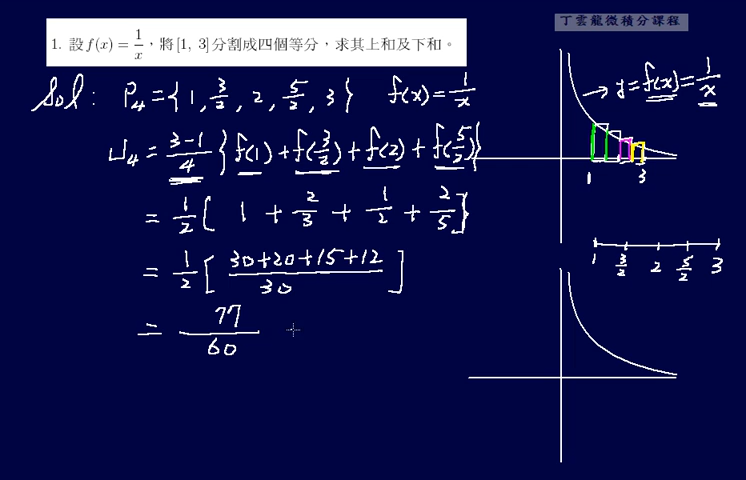 丁雲龍微積分課程
1. 設 f(x) = 1/x，將 [1, 3] 分割成四個等分，求其上和及下和。
Sol : P₄ = { 1, 3/2, 2, 5/2, 3 } f(x) = 1/x
U₄ = (3-1)/4 { f(1) + f(3/2) + f(2) + f(5/2) }
= 1/2 [ 1 + 2/3 + 1/2 + 2/5 ]
= 1/2 [ (30+20+15+12)/30 ]
= 77/60
→ y = f(x) = 1/x
1 3
1 3/2 2 5/2 3